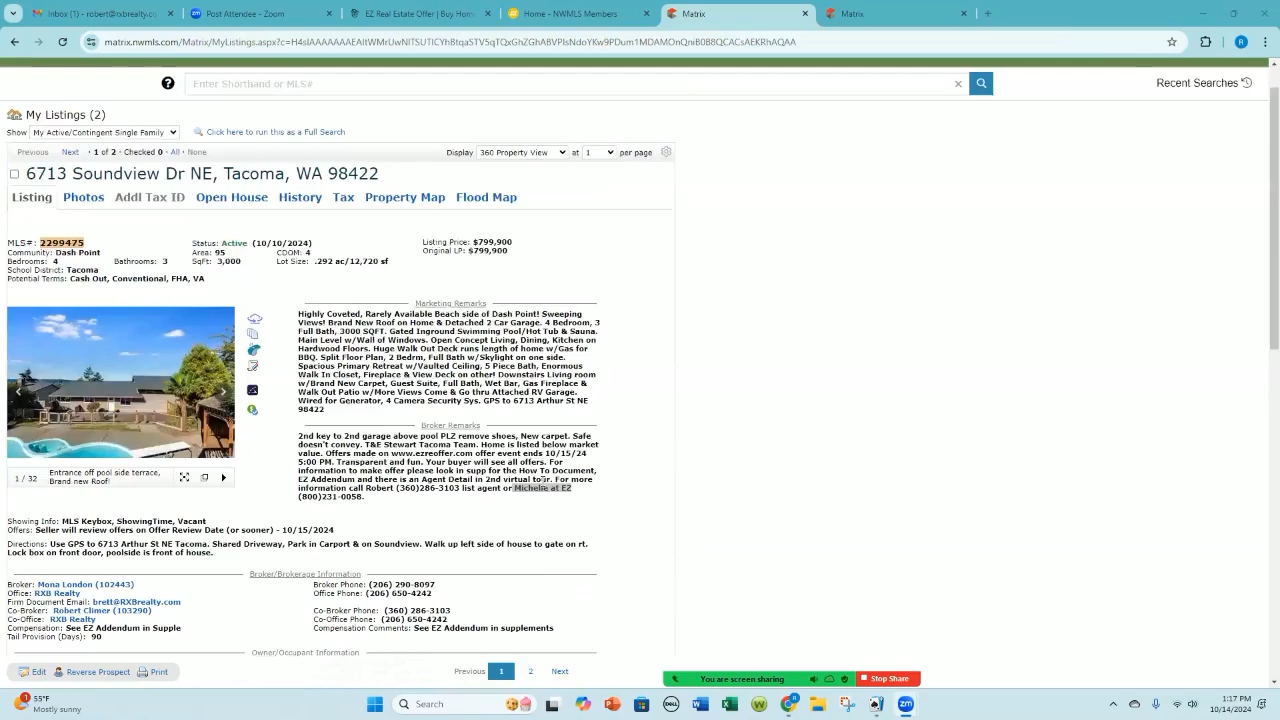 Inbox (1) - robert@rxbrealty.c
Post Attendee - Zoom
EZ Real Estate Offer | Buy Hom
Home - NWMLS Members
Matrix
Matrix
Enter Shorthand or MLS#
Recent Searches
My Listings (2)
Show My Active/Contingent Single Family
Click here to run this as a Full Search
Previous Next · 1 of 2 · Checked 0 · All · None
Display 360 Property View at 1 per page
6713 Soundview Dr NE, Tacoma, WA 98422
Listing Photos Addl Tax ID Open House History Tax Property Map Flood Map
MLS#: 2299475 Status: Active (10/10/2024) Listing Price: $799,900
Community: Dash Point Area: 95 CDOM: 4 Original LP: $799,900
Bedrooms: 4 Bathrooms: 3 SqFt: 3,000 Lot Size: .292 ac/12,720 sf
School District: Tacoma
Potential Terms: Cash Out, Conventional, FHA, VA
Marketing Remarks
Highly Coveted, Rarely Available Beach side of Dash Point! Sweeping
Views! Brand New Roof on Home & Detached 2 Car Garage. 4 Bedroom, 3
Full Bath, 3000 SQFT. Gated Inground Swimming Pool/Hot Tub & Sauna.
Main Level w/Wall of Windows. Open Concept Living, Dining, Kitchen on
Hardwood Floors. Huge Walk Out Deck runs length of home w/Gas for
BBQ. Split Floor Plan, 2 Bedrm, Full Bath w/Skylight on one side.
Spacious Primary Retreat w/Vaulted Ceiling, 5 Piece Bath, Enormous
Walk In Closet, Fireplace & View Deck on other! Downstairs Living room
w/Brand New Carpet, Guest Suite, Full Bath, Wet Bar, Gas Fireplace &
Walk Out Patio w/More Views Come & Go thru Attached RV Garage.
Wired for Generator, 4 Camera Security Sys. GPS to 6713 Arthur St NE
98422
Broker Remarks
2nd key to 2nd garage above pool PLZ remove shoes, New carpet. Safe
doesn't convey. T&E Stewart Tacoma Team. Home is listed below market
value. Offers made on www.ezreoffer.com offer event ends 10/15/24
5:00 PM. Transparent and fun. Your buyer will see all offers. For
information to make offer please look in supp for the How To Document,
EZ Addendum and there is an Agent Detail in 2nd virtual tour. For more
information call Robert (360)286-3103 list agent or Michele at EZ
(800)231-0058.
1 / 32 Entrance off pool side terrace,
Brand new Roof!
Showing Info: MLS Keybox, ShowingTime, Vacant
Offers: Seller will review offers on Offer Review Date (or sooner) - 10/15/2024
Directions: Use GPS to 6713 Arthur St NE Tacoma. Shared Driveway, Park in Carport & on Soundview. Walk up left side of house to gate on rt.
Lock box on front door, poolside is front of house.
Broker/Brokerage Information
Broker: Mona London (102443) Broker Phone: (206) 290-8097
Office: RXB Realty Office Phone: (206) 650-4242
Firm Document Email: brett@RXBrealty.com
Co-Broker: Robert Climer (103290) Co-Broker Phone: (360) 286-3103
Co-Office: RXB Realty Co-Office Phone: (206) 650-4242
Compensation: See EZ Addendum in Supple Compensation Comments: See EZ Addendum in supplements
Tail Provision (Days): 90
Owner/Occupant Information
Edit Reverse Prospect Print
Previous 1 2 Next
You are screen sharing Stop Share
55°F
Mostly sunny
Search
1:37 PM
10/14/2024